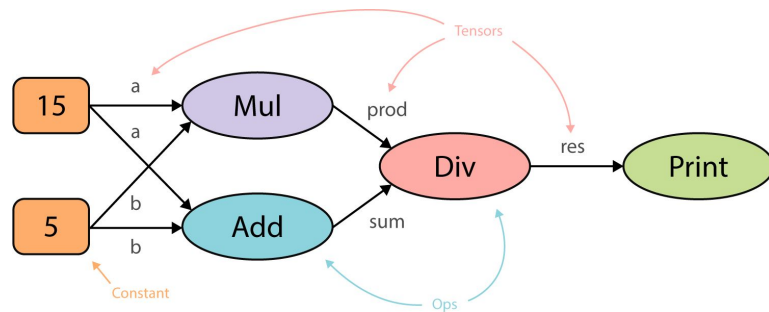 Tensors
a
15
Mul
prod
a
res
Div
Print
b
5
Add
sum
b
Constant
Ops